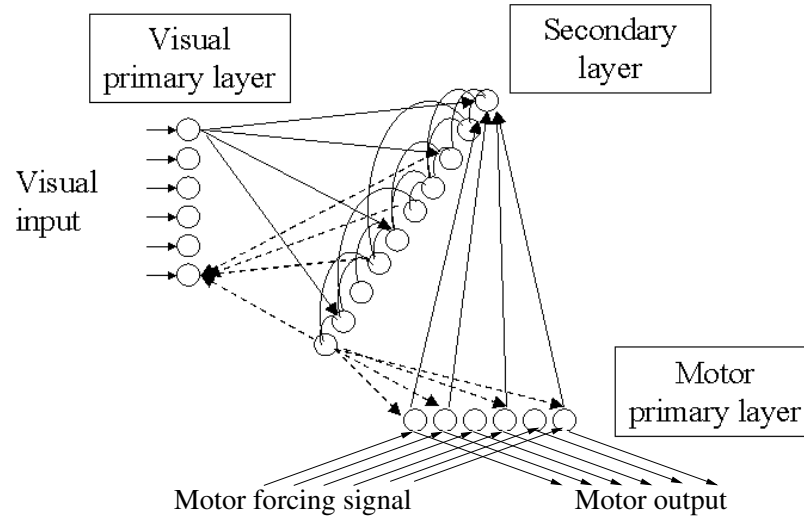 Visual
primary layer
Secondary
layer
Visual
input
Motor
primary layer
Motor forcing signal
Motor output